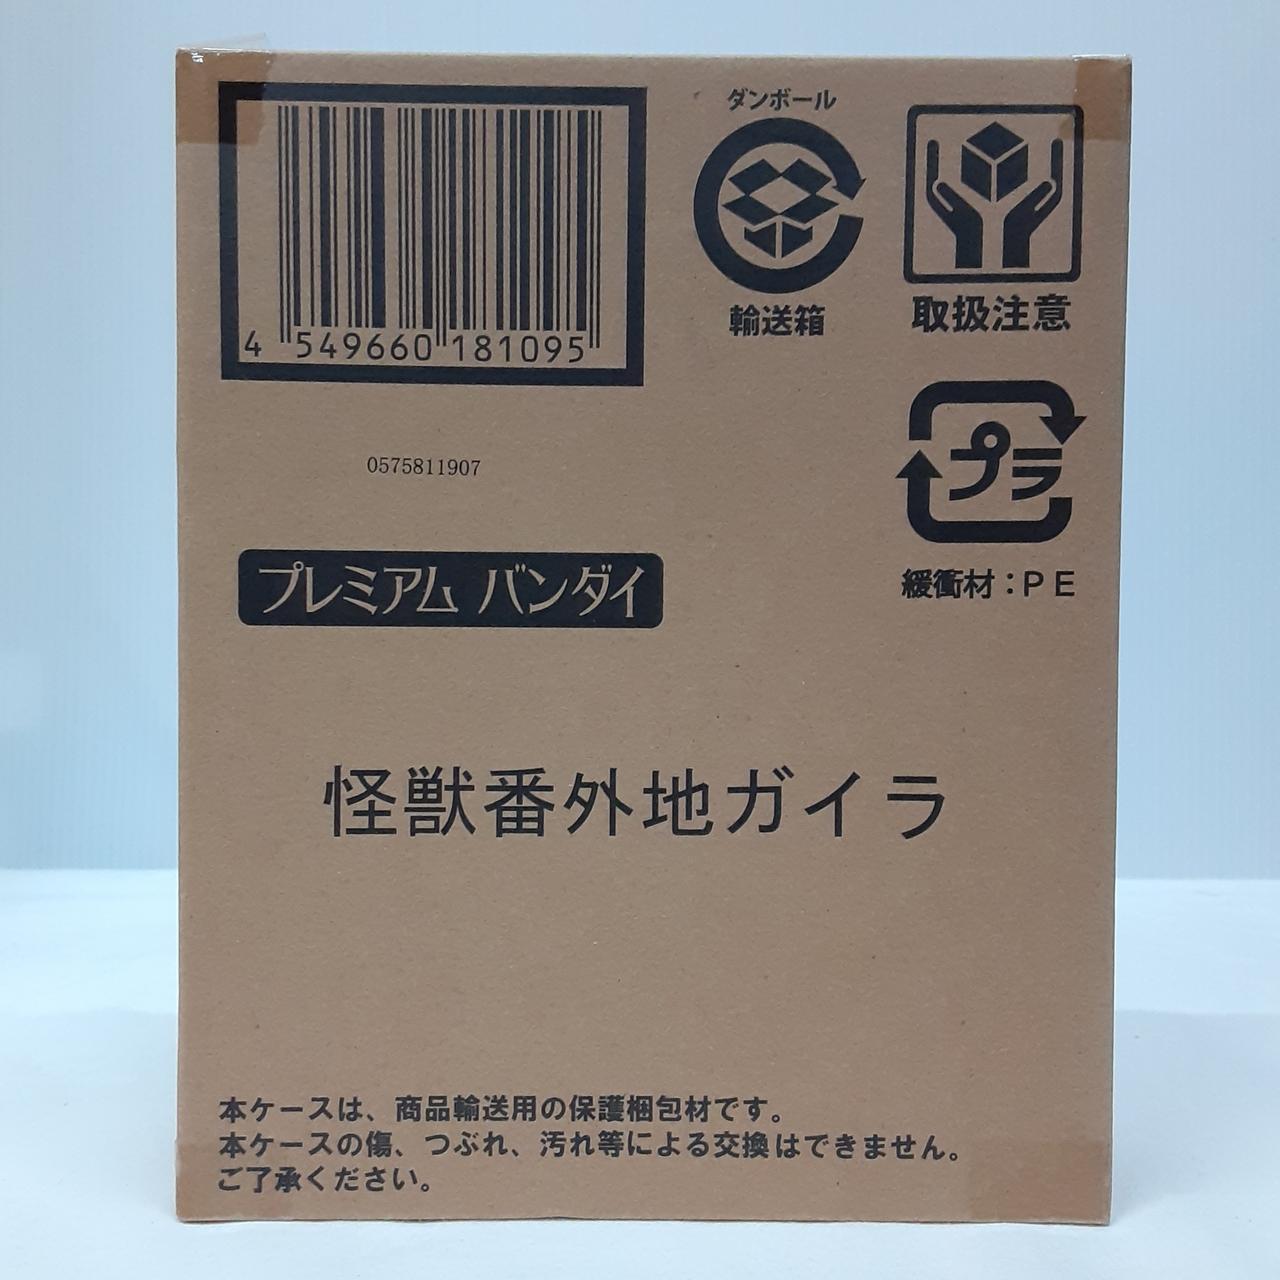 ダンボール
輸送箱
取扱注意
4 549660 181095
プラ
緩衝材：PE
0575811907
プレミアム バンダイ
怪獣番外地ガイラ
本ケースは、商品輸送用の保護梱包材です。
本ケースの傷、つぶれ、汚れ等による交換はできません。
ご了承ください。